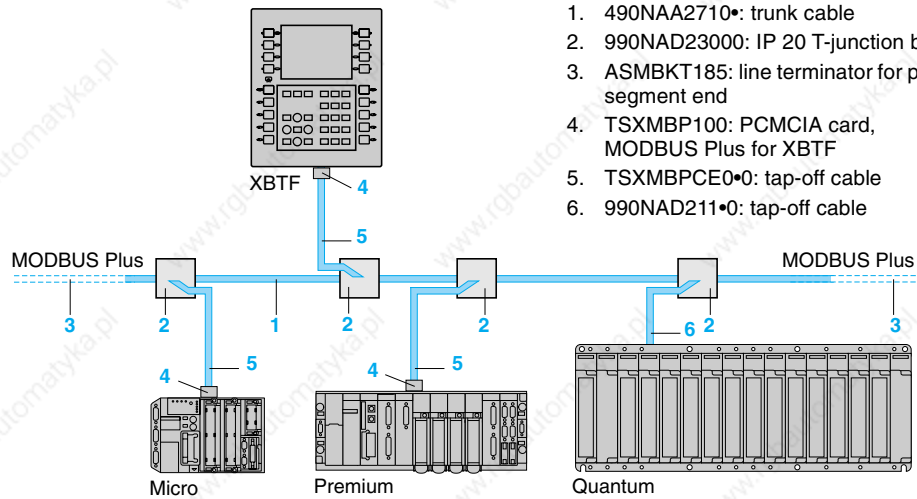 1. 490NAA2710•: trunk cable
2. 990NAD23000: IP 20 T-junction b
3. ASMBKT185: line terminator for p
segment end
4. TSXMBP100: PCMCIA card,
MODBUS Plus for XBTF
5. TSXMBPCE0•0: tap-off cable
6. 990NAD211•0: tap-off cable
XBTF
4
5
MODBUS Plus
MODBUS Plus
3
2
1
2
2
6
2
3
4
5
4
5
Micro
Premium
Quantum
www.rgbautomatyka.pl